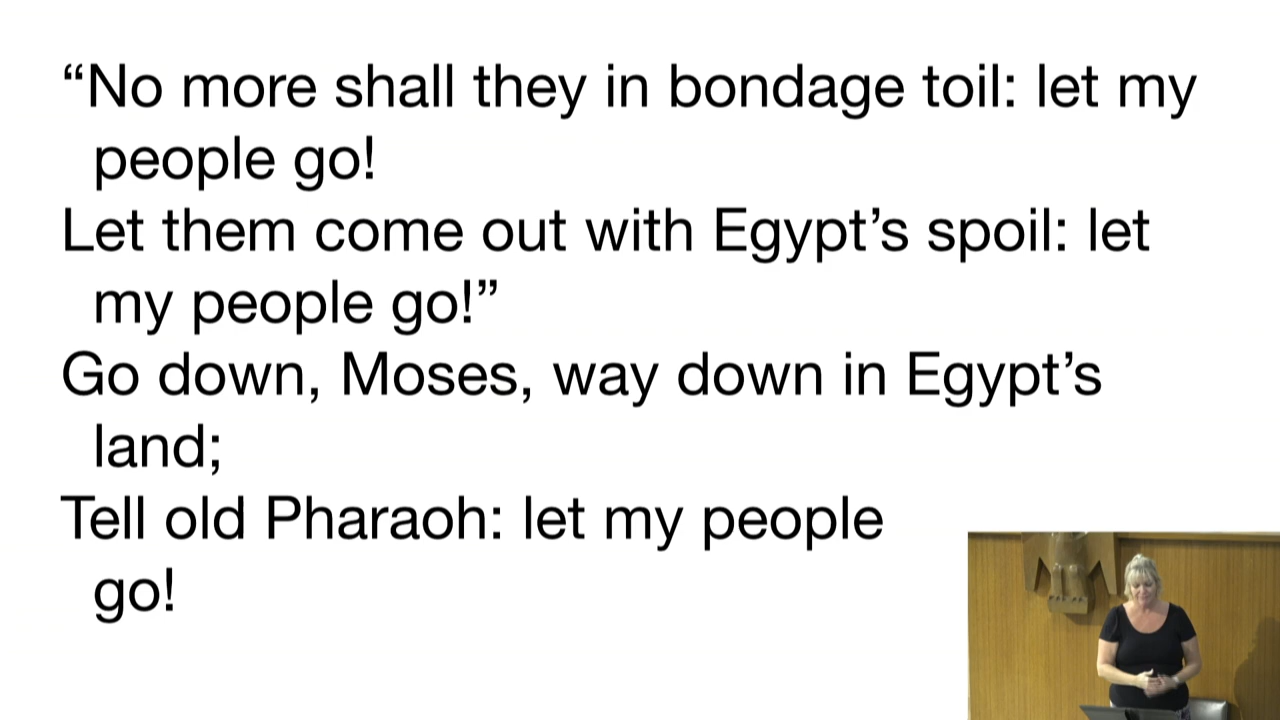 “No more shall they in bondage toil: let my
people go!
Let them come out with Egypt’s spoil: let
my people go!”
Go down, Moses, way down in Egypt’s
land;
Tell old Pharaoh: let my people
go!